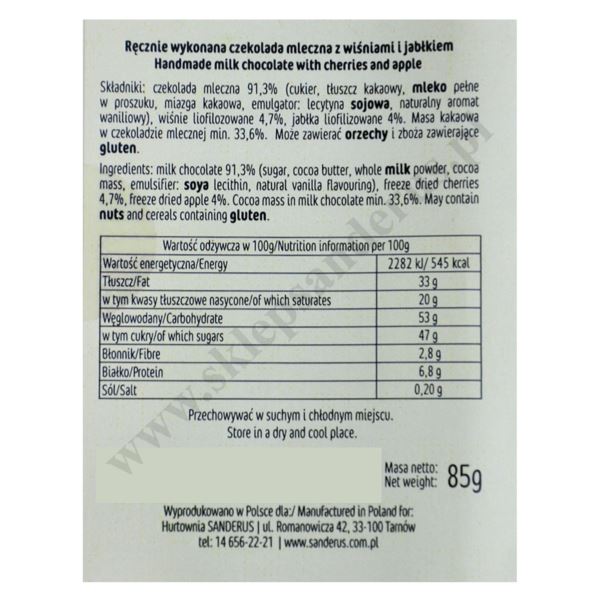 Ręcznie wykonana czekolada mleczna z wiśniami i jabłkiem
Handmade milk chocolate with cherries and apple
Składniki: czekolada mleczna 91,3% (cukier, tłuszcz kakaowy, mleko pełne
w proszku, miazga kakaowa, emulgator: lecytyna sojowa, naturalny aromat
waniliowy), wiśnie liofilozowane 4,7%, jabłka liofilizowane 4%. Masa kakaowa
w czekoladzie mlecznej min. 33,6%. Może zawierać orzechy i zboża zawierające
gluten.
Ingredients: milk chocolate 91,3% (sugar, cocoa butter, whole milk powder, cocoa
mass, emulsifier: soya lecithin, natural vanilla flavouring), freeze dried cherries
4,7%, freeze dried apple 4%. Cocoa mass in milk chocolate min. 33,6%. May contain
nuts and cereals containing gluten.
Wartość odżywcza w 100g/Nutrition information per 100g
Wartość energetyczna/Energy 2282 kJ/ 545 kcal
Tłuszcz/Fat 33 g
w tym kwasy tłuszczowe nasycone/of which saturates 20 g
Węglowodany/Carbohydrate 53 g
w tym cukry/of which sugars 47 g
Błonnik/Fibre 2,8 g
Białko/Protein 6,8 g
Sól/Salt 0,20 g
Przechowywać w suchym i chłodnym miejscu.
Store in a dry and cool place.
Masa netto:
Net weight: 85g
Wyprodukowano w Polsce dla:/ Manufactured in Poland for:
Hurtownia SANDERUS | ul. Romanowicza 42, 33-100 Tarnów
tel: 14 656-22-21 | www.sanderus.com.pl
www.sklepsanderus.pl